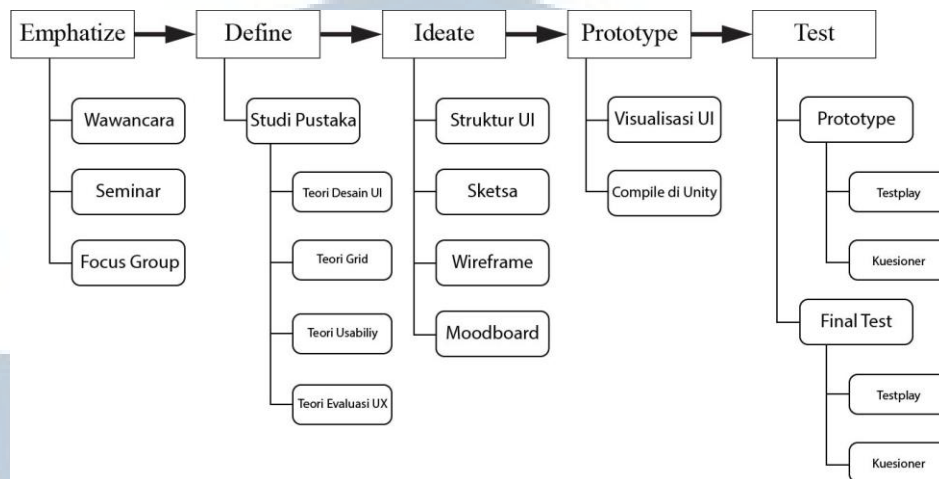 Emphatize
Define
Ideate
Prototype
Test
Wawancara
Seminar
Focus Group
Studi Pustaka
Teori Desain UI
Teori Grid
Teori Usabiliy
Teori Evaluasi UX
Struktur UI
Sketsa
Wireframe
Moodboard
Visualisasi UI
Compile di Unity
Prototype
Testplay
Kuesioner
Final Test
Testplay
Kuesioner